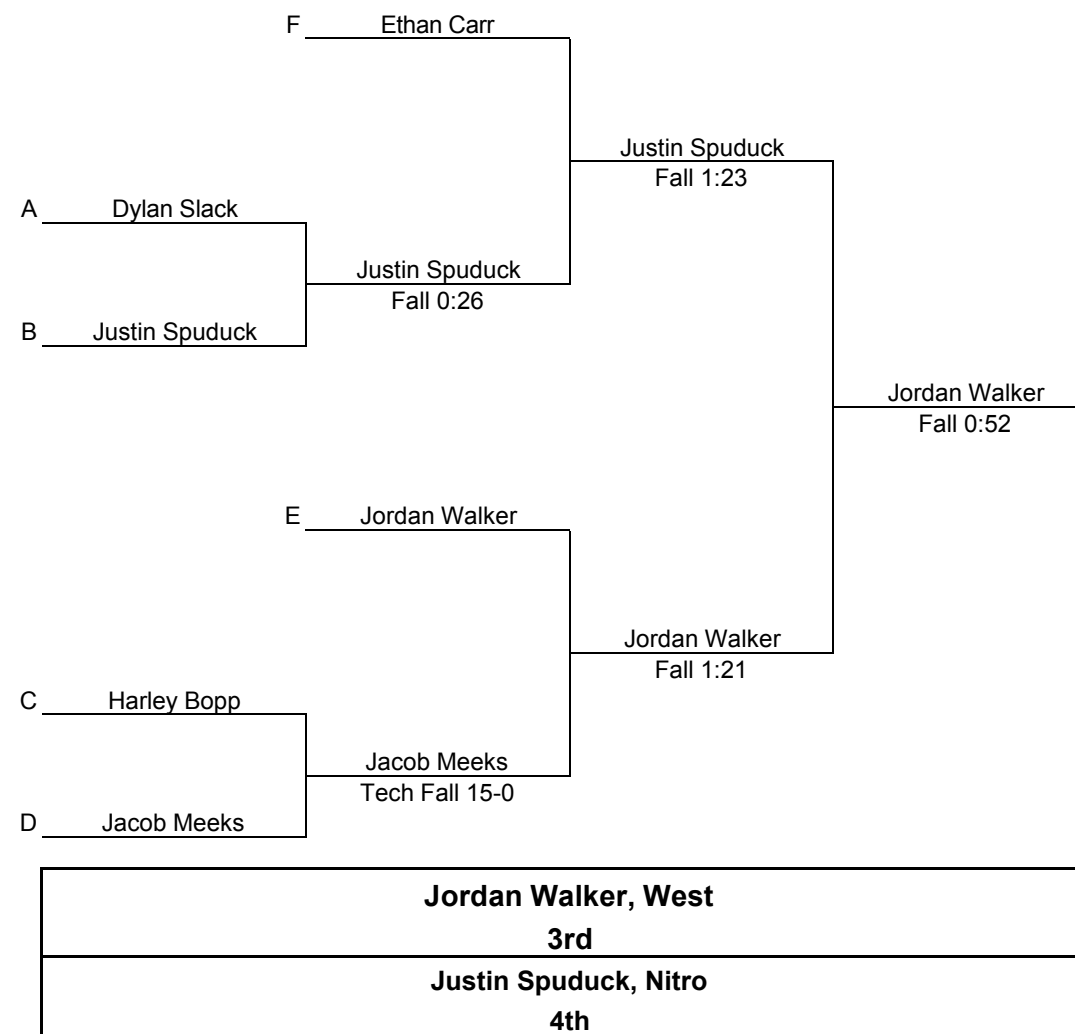 F Ethan Carr
Justin Spuduck
Fall 1:23
A Dylan Slack
Justin Spuduck
Fall 0:26
B Justin Spuduck
Jordan Walker
Fall 0:52
E Jordan Walker
Jordan Walker
Fall 1:21
C Harley Bopp
Jacob Meeks
Tech Fall 15-0
D Jacob Meeks
Jordan Walker, West
3rd
Justin Spuduck, Nitro
4th